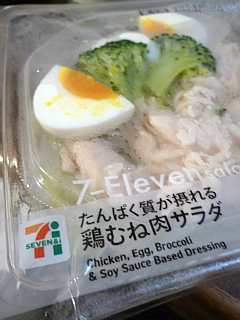 7-Eleven
たんぱく質が摂れる
鶏むね肉サラダ
Chicken, Egg, Broccoli
& Soy Sauce Based Dressing
7
SEVEN&i